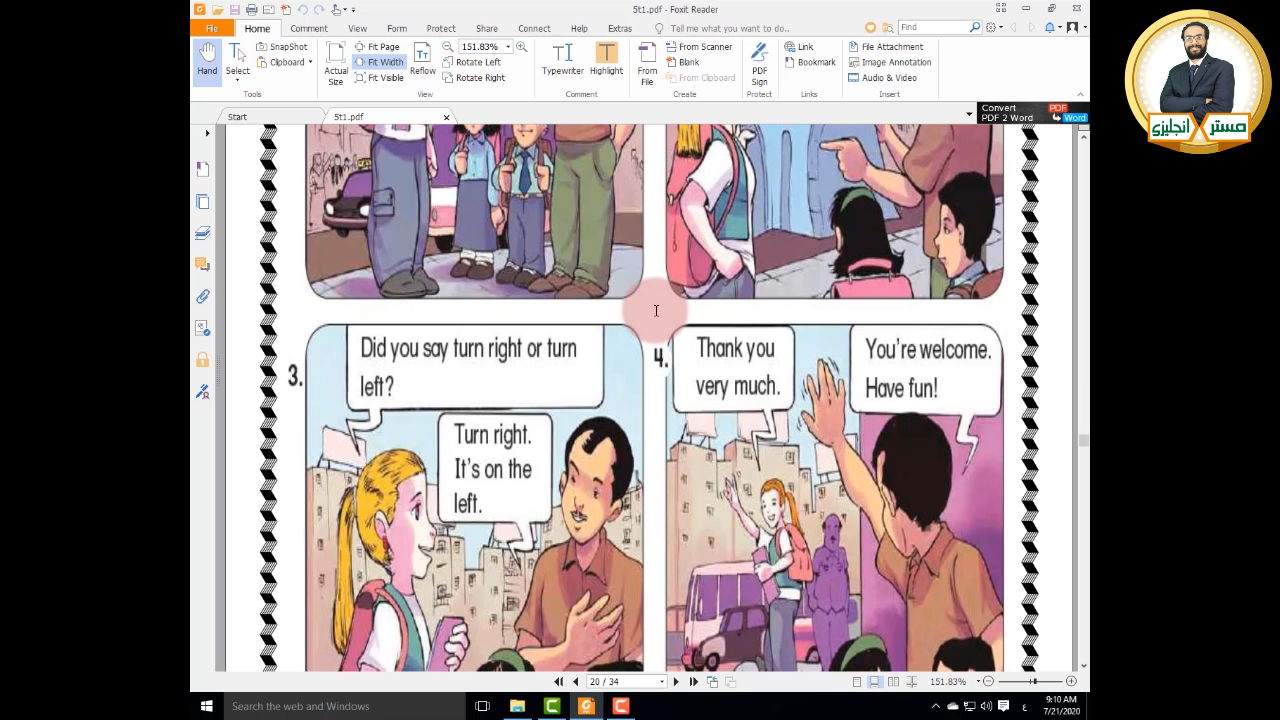 5t1.pdf - Foxit Reader
File Home Comment View Form Protect Share Connect Help Extras Tell me what you want to do.. Find
Hand
Select
SnapShot
Clipboard
Tools
Actual Size
Fit Page
Fit Width
Fit Visible
Reflow
151.83%
Rotate Left
Rotate Right
View
Typewriter
Highlight
Comment
From File
From Scanner
Blank
From Clipboard
Create
PDF Sign
Protect
Link
Bookmark
Links
File Attachment
Image Annotation
Audio & Video
Insert
Start 5t1.pdf
Convert PDF
PDF 2 Word Word
3.
Did you say turn right or turn
left?
Turn right.
It's on the
left.
4.
Thank you
very much.
You're welcome.
Have fun!
20 / 34
151.83%
Search the web and Windows
ع
9:10 AM
7/21/2020
مستر X انجليزي